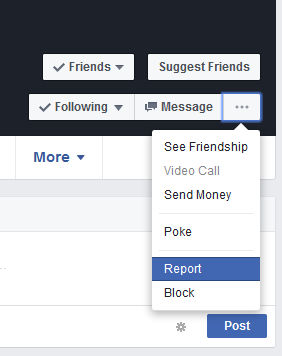 Friends
Suggest Friends
Following
Message
...
See Friendship
Video Call
Send Money
Poke
Report
Block
More
Post